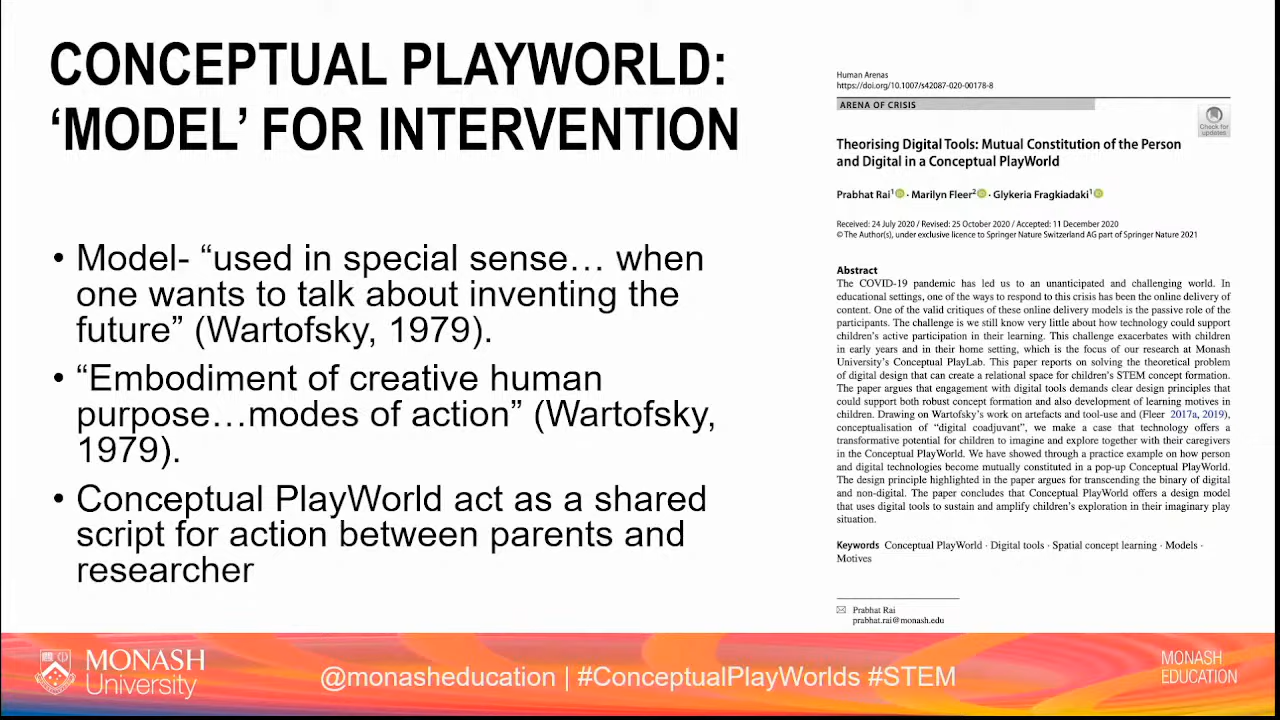 CONCEPTUAL PLAYWORLD:
‘MODEL’ FOR INTERVENTION
• Model- “used in special sense… when
one wants to talk about inventing the
future” (Wartofsky, 1979).
• “Embodiment of creative human
purpose…modes of action” (Wartofsky,
1979).
• Conceptual PlayWorld act as a shared
script for action between parents and
researcher
Human Arenas
https://doi.org/10.1007/s42087-020-00178-8
ARENA OF CRISIS
Check for
updates
Theorising Digital Tools: Mutual Constitution of the Person
and Digital in a Conceptual PlayWorld
Prabhat Rai1 · Marilyn Fleer2 · Glykeria Fragkiadaki1
Received: 24 July 2020 / Revised: 25 October 2020 / Accepted: 11 December 2020
© The Author(s), under exclusive licence to Springer Nature Switzerland AG part of Springer Nature 2021
Abstract
The COVID-19 pandemic has led us to an unanticipated and challenging world. In
educational settings, one of the ways to respond to this crisis has been the online delivery of
content. One of the valid critiques of these online delivery models is the passive role of the
participants. The challenge is we still know very little about how technology could support
children's active participation in their learning. This challenge exacerbates with children
in early years and in their home setting, which is the focus of our research at Monash
University's Conceptual PlayLab. This paper reports on solving the theoretical problem
of digital design that can create a relational space for children's STEM concept formation.
The paper argues that engagement with digital tools demands clear design principles that
could support both robust concept formation and also development of learning motives in
children. Drawing on Wartofsky's work on artefacts and tool-use and (Fleer 2017a, 2019),
conceptualisation of “digital coadjuvant”, we make a case that technology offers a
transformative potential for children to imagine and explore together with their caregivers
in the Conceptual PlayWorld. We have showed through a practice example on how person
and digital technologies become mutually constituted in a pop-up Conceptual PlayWorld.
The design principle highlighted in the paper argues for transcending the binary of digital
and non-digital. The paper concludes that Conceptual PlayWorld offers a design model
that uses digital tools to sustain and amplify children's exploration in their imaginary play
situation.
Keywords Conceptual PlayWorld · Digital tools · Spatial concept learning · Models ·
Motives
Prabhat Rai
prabhat.rai@monash.edu
MONASH
University
@monasheducation | #ConceptualPlayWorlds #STEM
MONASH
EDUCATION